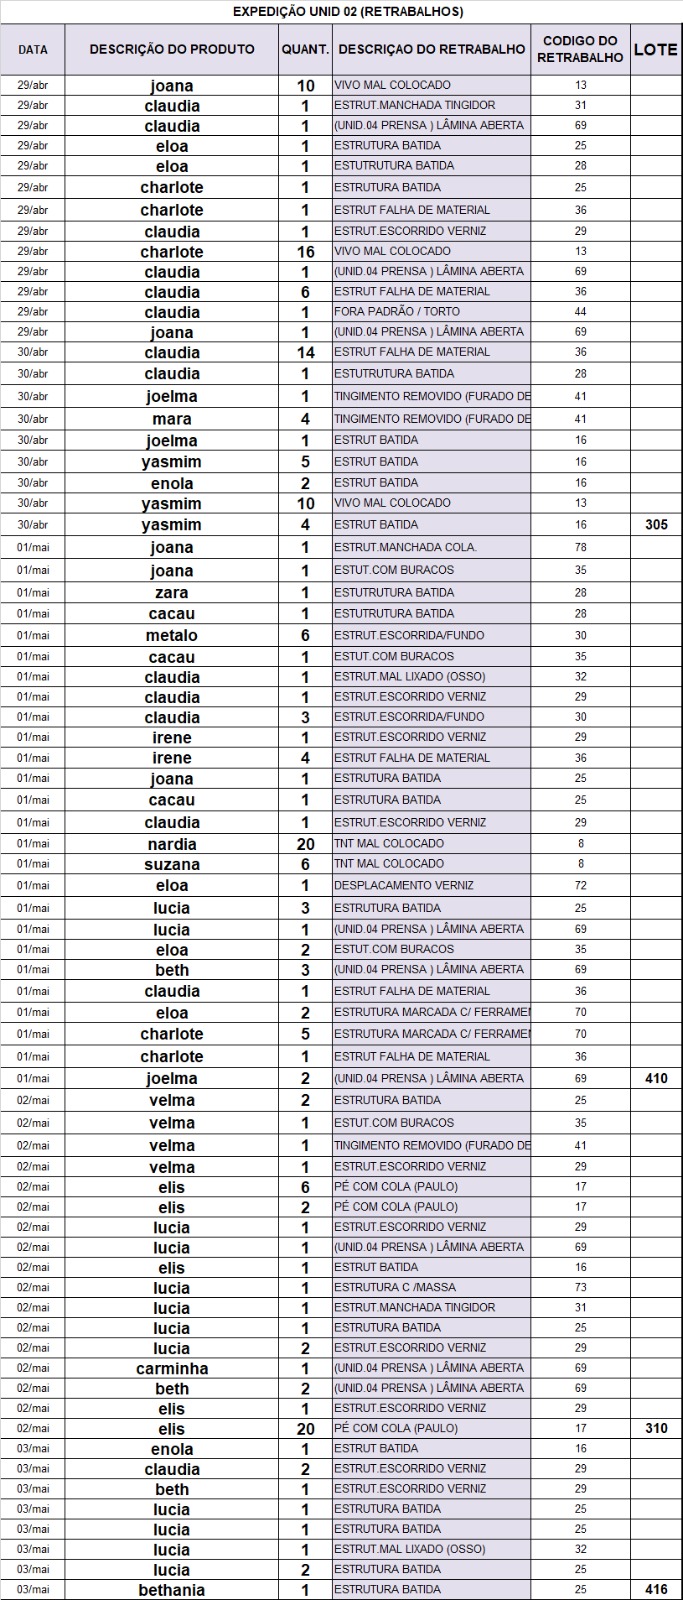 EXPEDIÇÃO UNID 02 (RETRABALHOS)
DATA DESCRIÇÃO DO PRODUTO QUANT. DESCRIÇAO DO RETRABALHO CODIGO DO RETRABALHO LOTE
29/abr joana 10 VIVO MAL COLOCADO 13
29/abr claudia 1 ESTRUT.MANCHADA TINGIDOR 31
29/abr claudia 1 (UNID.04 PRENSA ) LÂMINA ABERTA 69
29/abr eloa 1 ESTRUTURA BATIDA 25
29/abr eloa 1 ESTUTRUTURA BATIDA 28
29/abr charlote 1 ESTRUTURA BATIDA 25
29/abr charlote 1 ESTRUT FALHA DE MATERIAL 36
29/abr claudia 1 ESTRUT.ESCORRIDO VERNIZ 29
29/abr charlote 16 VIVO MAL COLOCADO 13
29/abr claudia 1 (UNID.04 PRENSA ) LÂMINA ABERTA 69
29/abr claudia 6 ESTRUT FALHA DE MATERIAL 36
29/abr claudia 1 FORA PADRÃO / TORTO 44
29/abr joana 1 (UNID.04 PRENSA ) LÂMINA ABERTA 69
30/abr claudia 14 ESTRUT FALHA DE MATERIAL 36
30/abr claudia 1 ESTUTRUTURA BATIDA 28
30/abr joelma 1 TINGIMENTO REMOVIDO (FURADO DE 41
30/abr mara 4 TINGIMENTO REMOVIDO (FURADO DE 41
30/abr joelma 1 ESTRUT BATIDA 16
30/abr yasmim 5 ESTRUT BATIDA 16
30/abr enola 2 ESTRUT BATIDA 16
30/abr yasmim 10 VIVO MAL COLOCADO 13
30/abr yasmim 4 ESTRUT BATIDA 16 305
01/mai joana 1 ESTRUT.MANCHADA COLA. 78
01/mai joana 1 ESTUT.COM BURACOS 35
01/mai zara 1 ESTUTRUTURA BATIDA 28
01/mai cacau 1 ESTUTRUTURA BATIDA 28
01/mai metalo 6 ESTRUT.ESCORRIDA/FUNDO 30
01/mai cacau 1 ESTUT.COM BURACOS 35
01/mai claudia 1 ESTRUT.MAL LIXADO (OSSO) 32
01/mai claudia 1 ESTRUT.ESCORRIDO VERNIZ 29
01/mai claudia 3 ESTRUT.ESCORRIDA/FUNDO 30
01/mai irene 1 ESTRUT.ESCORRIDO VERNIZ 29
01/mai irene 4 ESTRUT FALHA DE MATERIAL 36
01/mai joana 1 ESTRUTURA BATIDA 25
01/mai cacau 1 ESTRUTURA BATIDA 25
01/mai claudia 1 ESTRUT.ESCORRIDO VERNIZ 29
01/mai nardia 20 TNT MAL COLOCADO 8
01/mai suzana 6 TNT MAL COLOCADO 8
01/mai eloa 1 DESPLACAMENTO VERNIZ 72
01/mai lucia 3 ESTRUTURA BATIDA 25
01/mai lucia 1 (UNID.04 PRENSA ) LÂMINA ABERTA 69
01/mai eloa 2 ESTUT.COM BURACOS 35
01/mai beth 3 (UNID.04 PRENSA ) LÂMINA ABERTA 69
01/mai claudia 1 ESTRUT FALHA DE MATERIAL 36
01/mai eloa 2 ESTRUTURA MARCADA C/ FERRAMEN 70
01/mai charlote 5 ESTRUTURA MARCADA C/ FERRAMEN 70
01/mai charlote 1 ESTRUT FALHA DE MATERIAL 36
01/mai joelma 2 (UNID.04 PRENSA ) LÂMINA ABERTA 69 410
02/mai velma 2 ESTRUTURA BATIDA 25
02/mai velma 1 ESTUT.COM BURACOS 35
02/mai velma 1 TINGIMENTO REMOVIDO (FURADO DE 41
02/mai velma 1 ESTRUT.ESCORRIDO VERNIZ 29
02/mai elis 6 PÉ COM COLA (PAULO) 17
02/mai elis 2 PÉ COM COLA (PAULO) 17
02/mai lucia 1 ESTRUT.ESCORRIDO VERNIZ 29
02/mai lucia 1 (UNID.04 PRENSA ) LÂMINA ABERTA 69
02/mai elis 1 ESTRUT BATIDA 16
02/mai lucia 1 ESTRUTURA C /MASSA 73
02/mai lucia 1 ESTRUT.MANCHADA TINGIDOR 31
02/mai lucia 1 ESTRUTURA BATIDA 25
02/mai lucia 2 ESTRUT.ESCORRIDO VERNIZ 29
02/mai carminha 1 (UNID.04 PRENSA ) LÂMINA ABERTA 69
02/mai beth 2 (UNID.04 PRENSA ) LÂMINA ABERTA 69
02/mai elis 1 ESTRUT.ESCORRIDO VERNIZ 29
02/mai elis 20 PÉ COM COLA (PAULO) 17 310
03/mai enola 1 ESTRUT BATIDA 16
03/mai claudia 2 ESTRUT.ESCORRIDO VERNIZ 29
03/mai beth 1 ESTRUT.ESCORRIDO VERNIZ 29
03/mai lucia 1 ESTRUTURA BATIDA 25
03/mai lucia 1 ESTRUTURA BATIDA 25
03/mai lucia 1 ESTRUT.MAL LIXADO (OSSO) 32
03/mai lucia 2 ESTRUTURA BATIDA 25
03/mai bethania 1 ESTRUTURA BATIDA 25 416